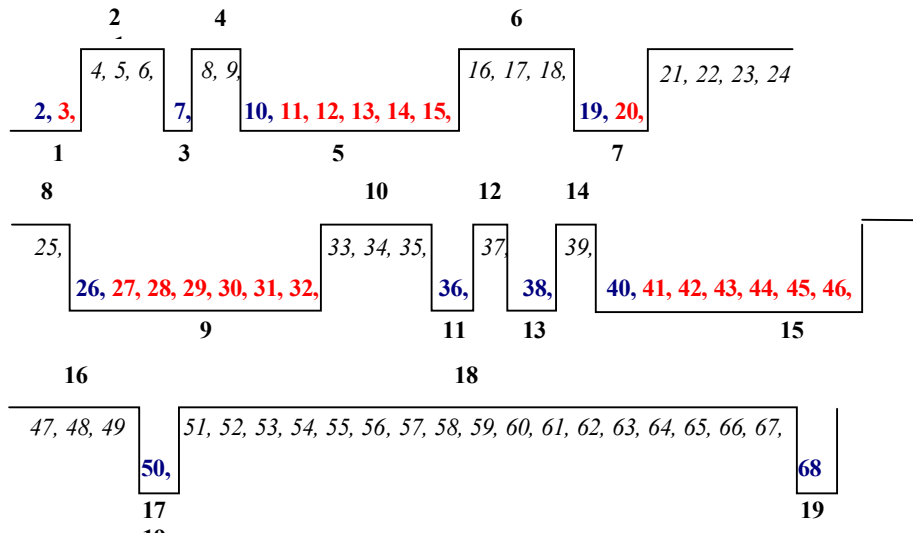 2 4 6
4, 5, 6, 8, 9, 16, 17, 18, 21, 22, 23, 24
2, 3, 7, 10, 11, 12, 13, 14, 15, 19, 20,
1 3 5 7
8 10 12 14
25, 33, 34, 35, 37, 39,
26, 27, 28, 29, 30, 31, 32, 36, 38, 40, 41, 42, 43, 44, 45, 46,
9 11 13 15
16 18
47, 48, 49 51, 52, 53, 54, 55, 56, 57, 58, 59, 60, 61, 62, 63, 64, 65, 66, 67,
50, 68
17 19